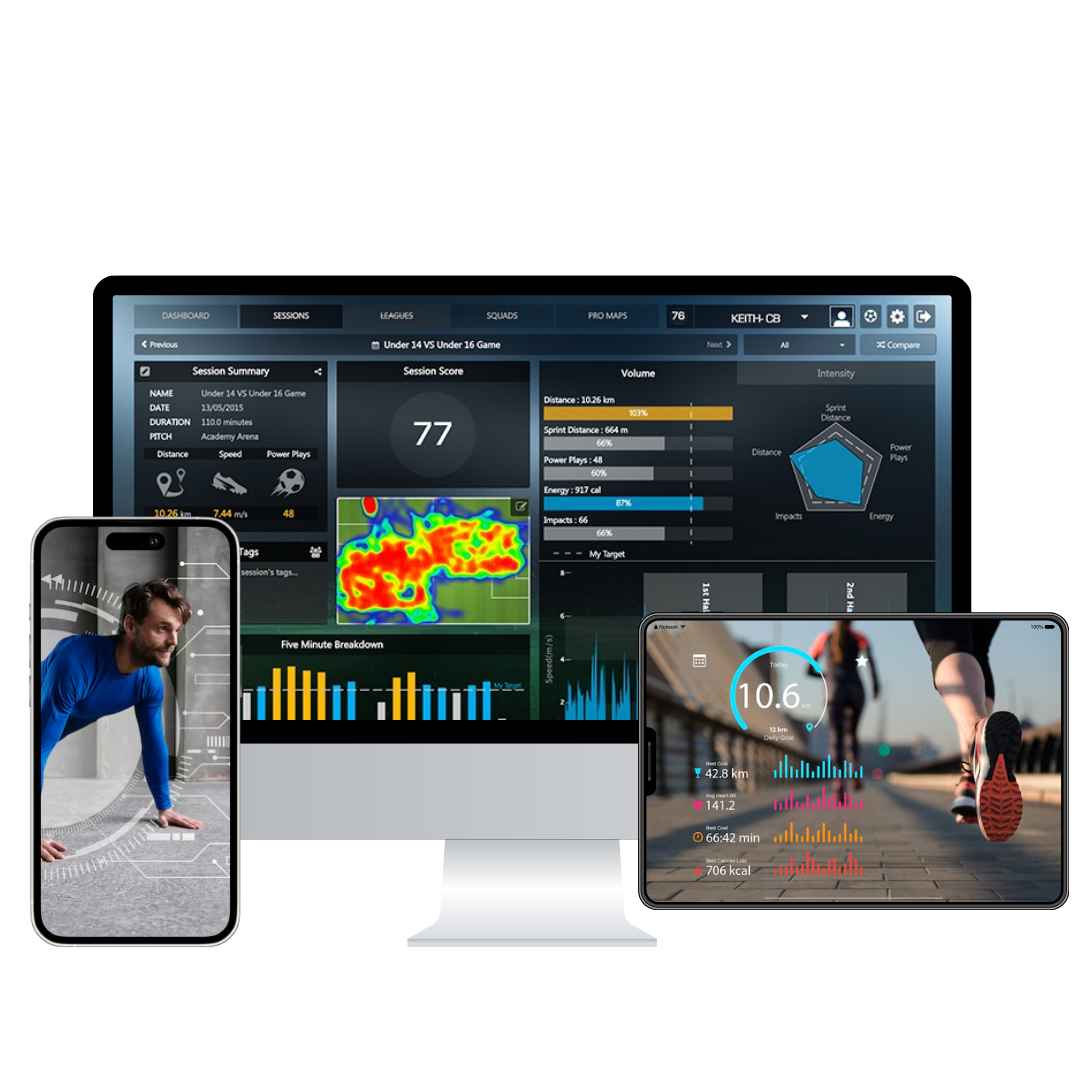 DASHBOARD
SESSIONS
LEAGUES
SQUADS
PRO MAPS
76
KEITH- CB
Previous
Under 14 VS Under 16 Game
Next
All
Compare
Session Summary
NAME Under 14 VS Under 16 Game
DATE 13/05/2015
DURATION 110.0 minutes
PITCH Academy Arena
Distance Speed Power Plays
10.26 km 7.44 m/s 48
Tags
session's tags...
Session Score
77
Five Minute Breakdown
My Target
Volume
Intensity
Distance : 10.26 km
103%
Sprint Distance : 664 m
66%
Power Plays : 48
60%
Energy : 917 cal
87%
Impacts : 66
66%
My Target
Sprint
Distance
Distance
Power
Plays
Impacts
Energy
8
6
4
2
Speed(m/s)
1st Ha
2nd Ha
Network
100%
Today
10.6 km
12 km
Daily Goal
Best Goal
42.8 km
Avg Heart Bit
141.2
Best Goal
66:42 min
Best Calories Loss
706 kcal